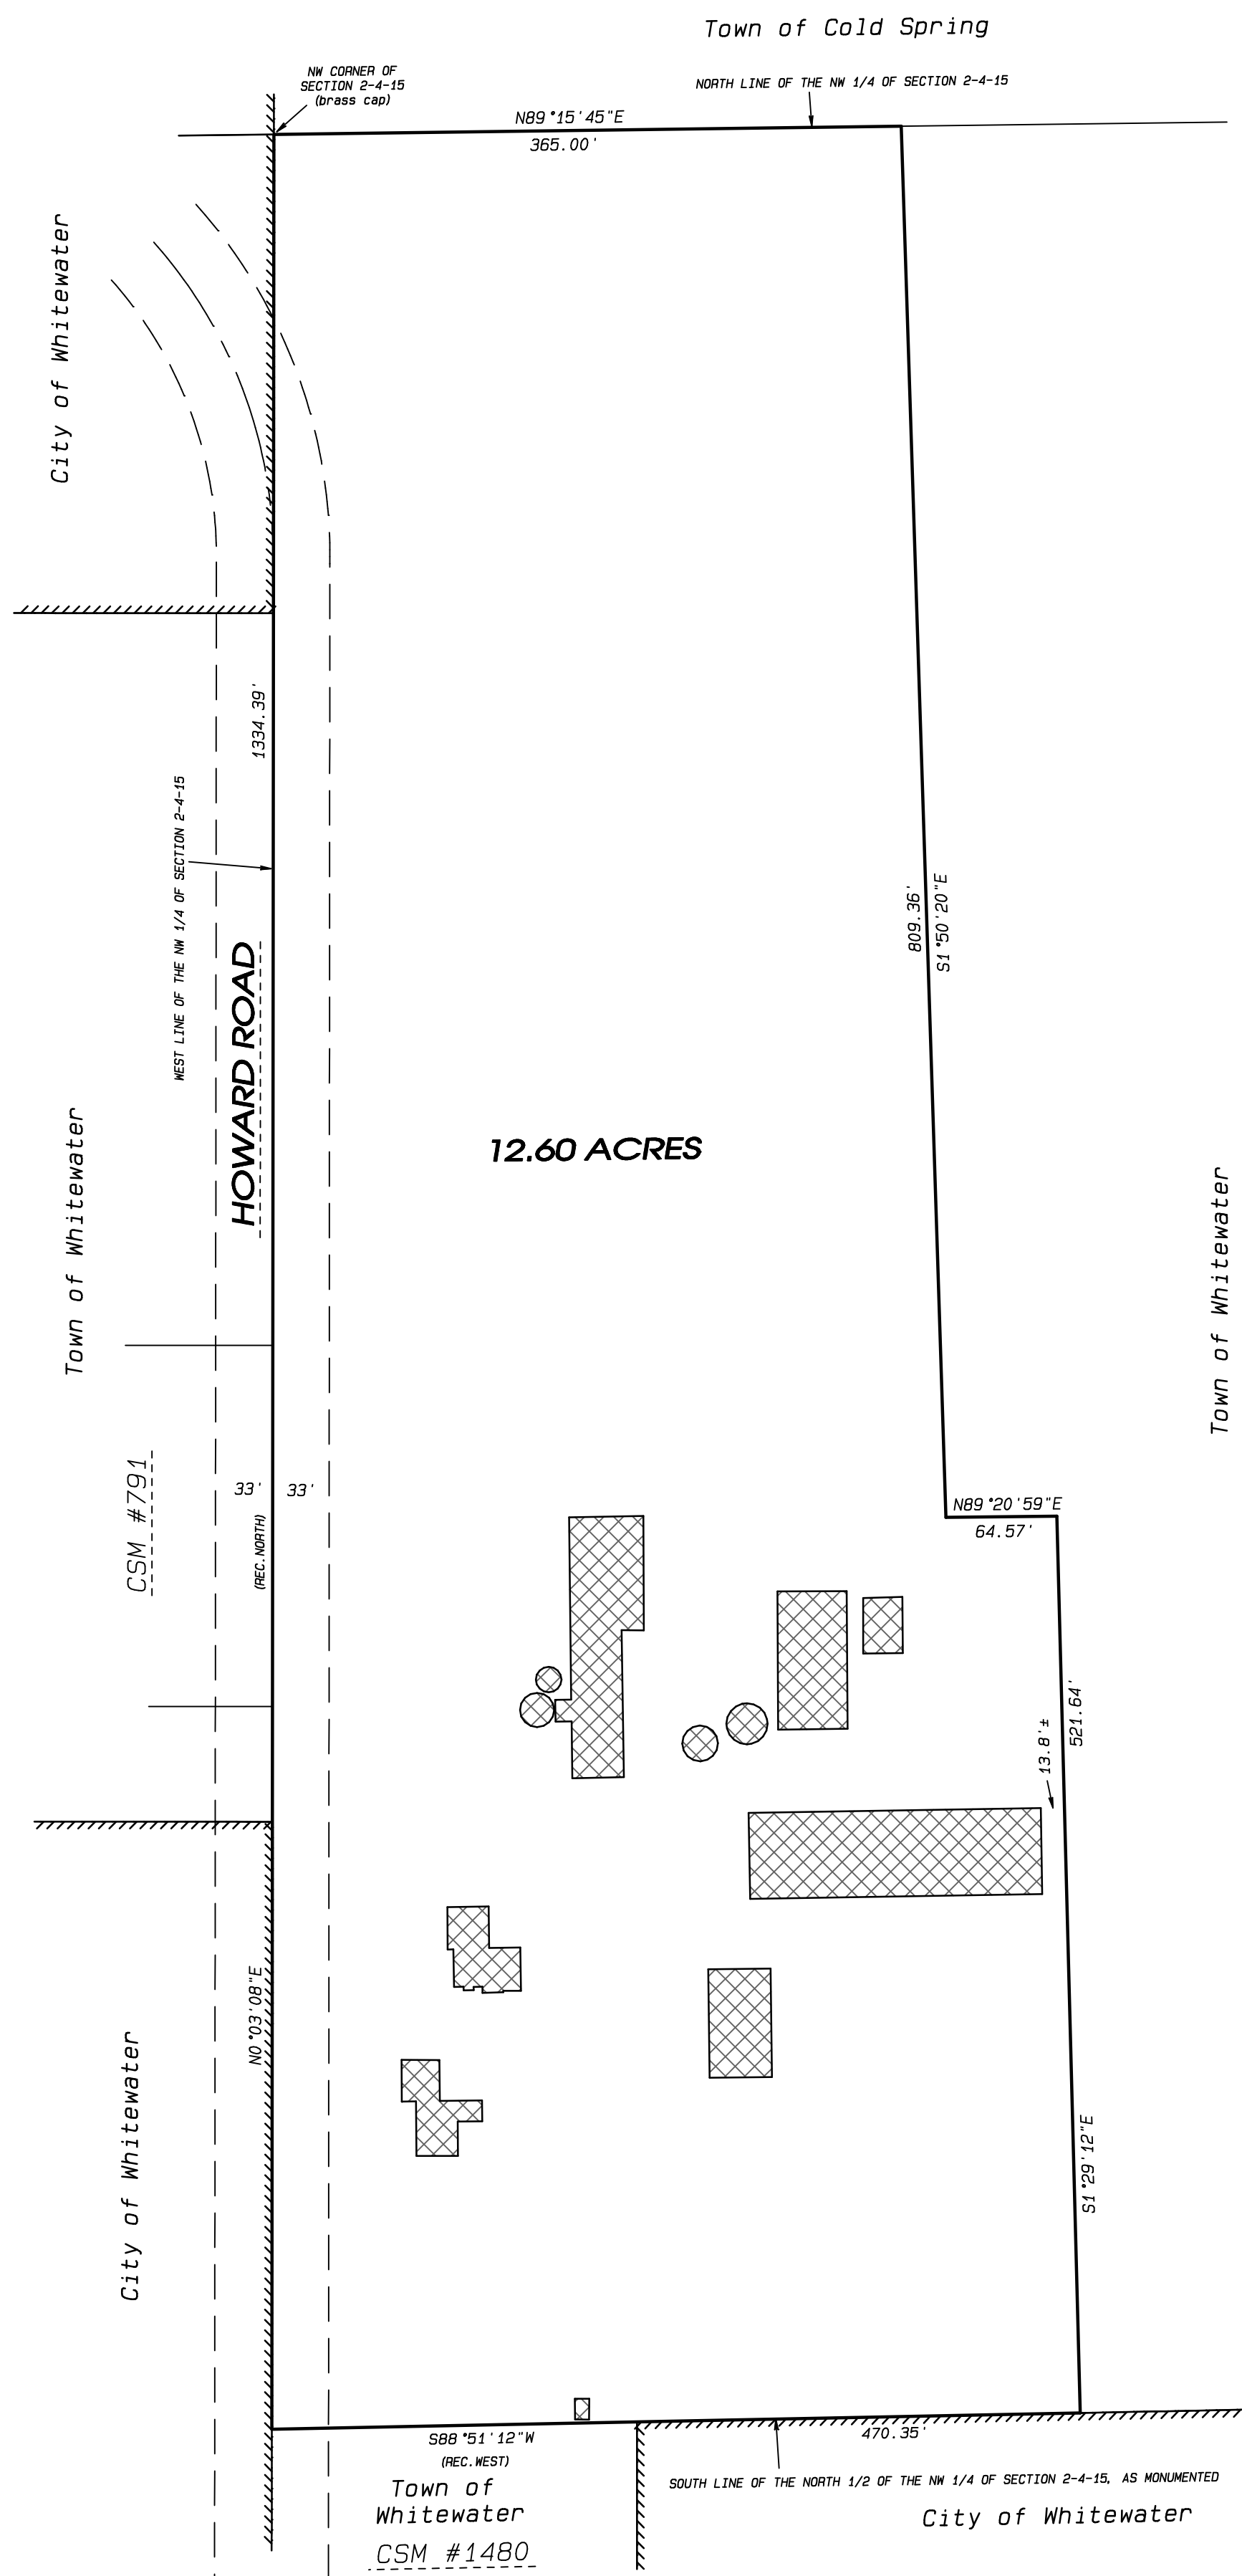 Town of Cold Spring
NW CORNER OF
SECTION 2-4-15
(brass cap)
NORTH LINE OF THE NW 1/4 OF SECTION 2-4-15
N89°15'45"E
365.00'
City of Whitewater
1334.39'
WEST LINE OF THE NW 1/4 OF SECTION 2-4-15
HOWARD ROAD
809.36'
S1°50'20"E
12.60 ACRES
Town of Whitewater
Town of Whitewater
CSM #791
33'
33'
(REC.NORTH)
N89°20'59"E
64.57'
13.8'±
521.64'
N0°03'08"E
City of Whitewater
S1°29'12"E
S88°51'12"W
(REC.WEST)
470.35'
Town of
Whitewater
CSM #1480
SOUTH LINE OF THE NORTH 1/2 OF THE NW 1/4 OF SECTION 2-4-15, AS MONUMENTED
City of Whitewater